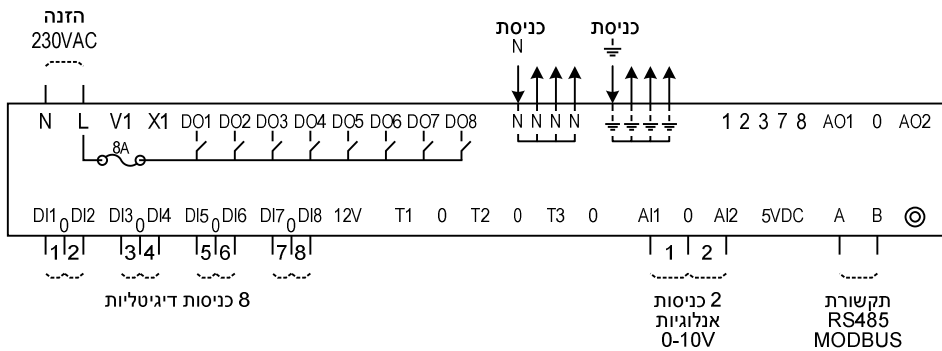 הזנה
230VAC
כניסת
N
כניסת
N L V1 X1 DO1 DO2 DO3 DO4 DO5 DO6 DO7 DO8 N N N N 1 2 3 7 8 AO1 0 AO2
8A
DI1 0 DI2 DI3 0 DI4 DI5 0 DI6 DI7 0 DI8 12V T1 0 T2 0 T3 0 AI1 0 AI2 5VDC A B
1 2 3 4 5 6 7 8 1 2
8 כניסות דיגיטליות
2 כניסות
אנלוגיות
0-10V
תקשורת
RS485
MODBUS